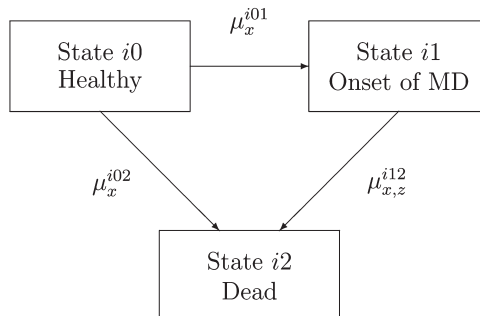 μ_x^{i01}
State i0
Healthy
State i1
Onset of MD
μ_x^{i02}
μ_{x,z}^{i12}
State i2
Dead